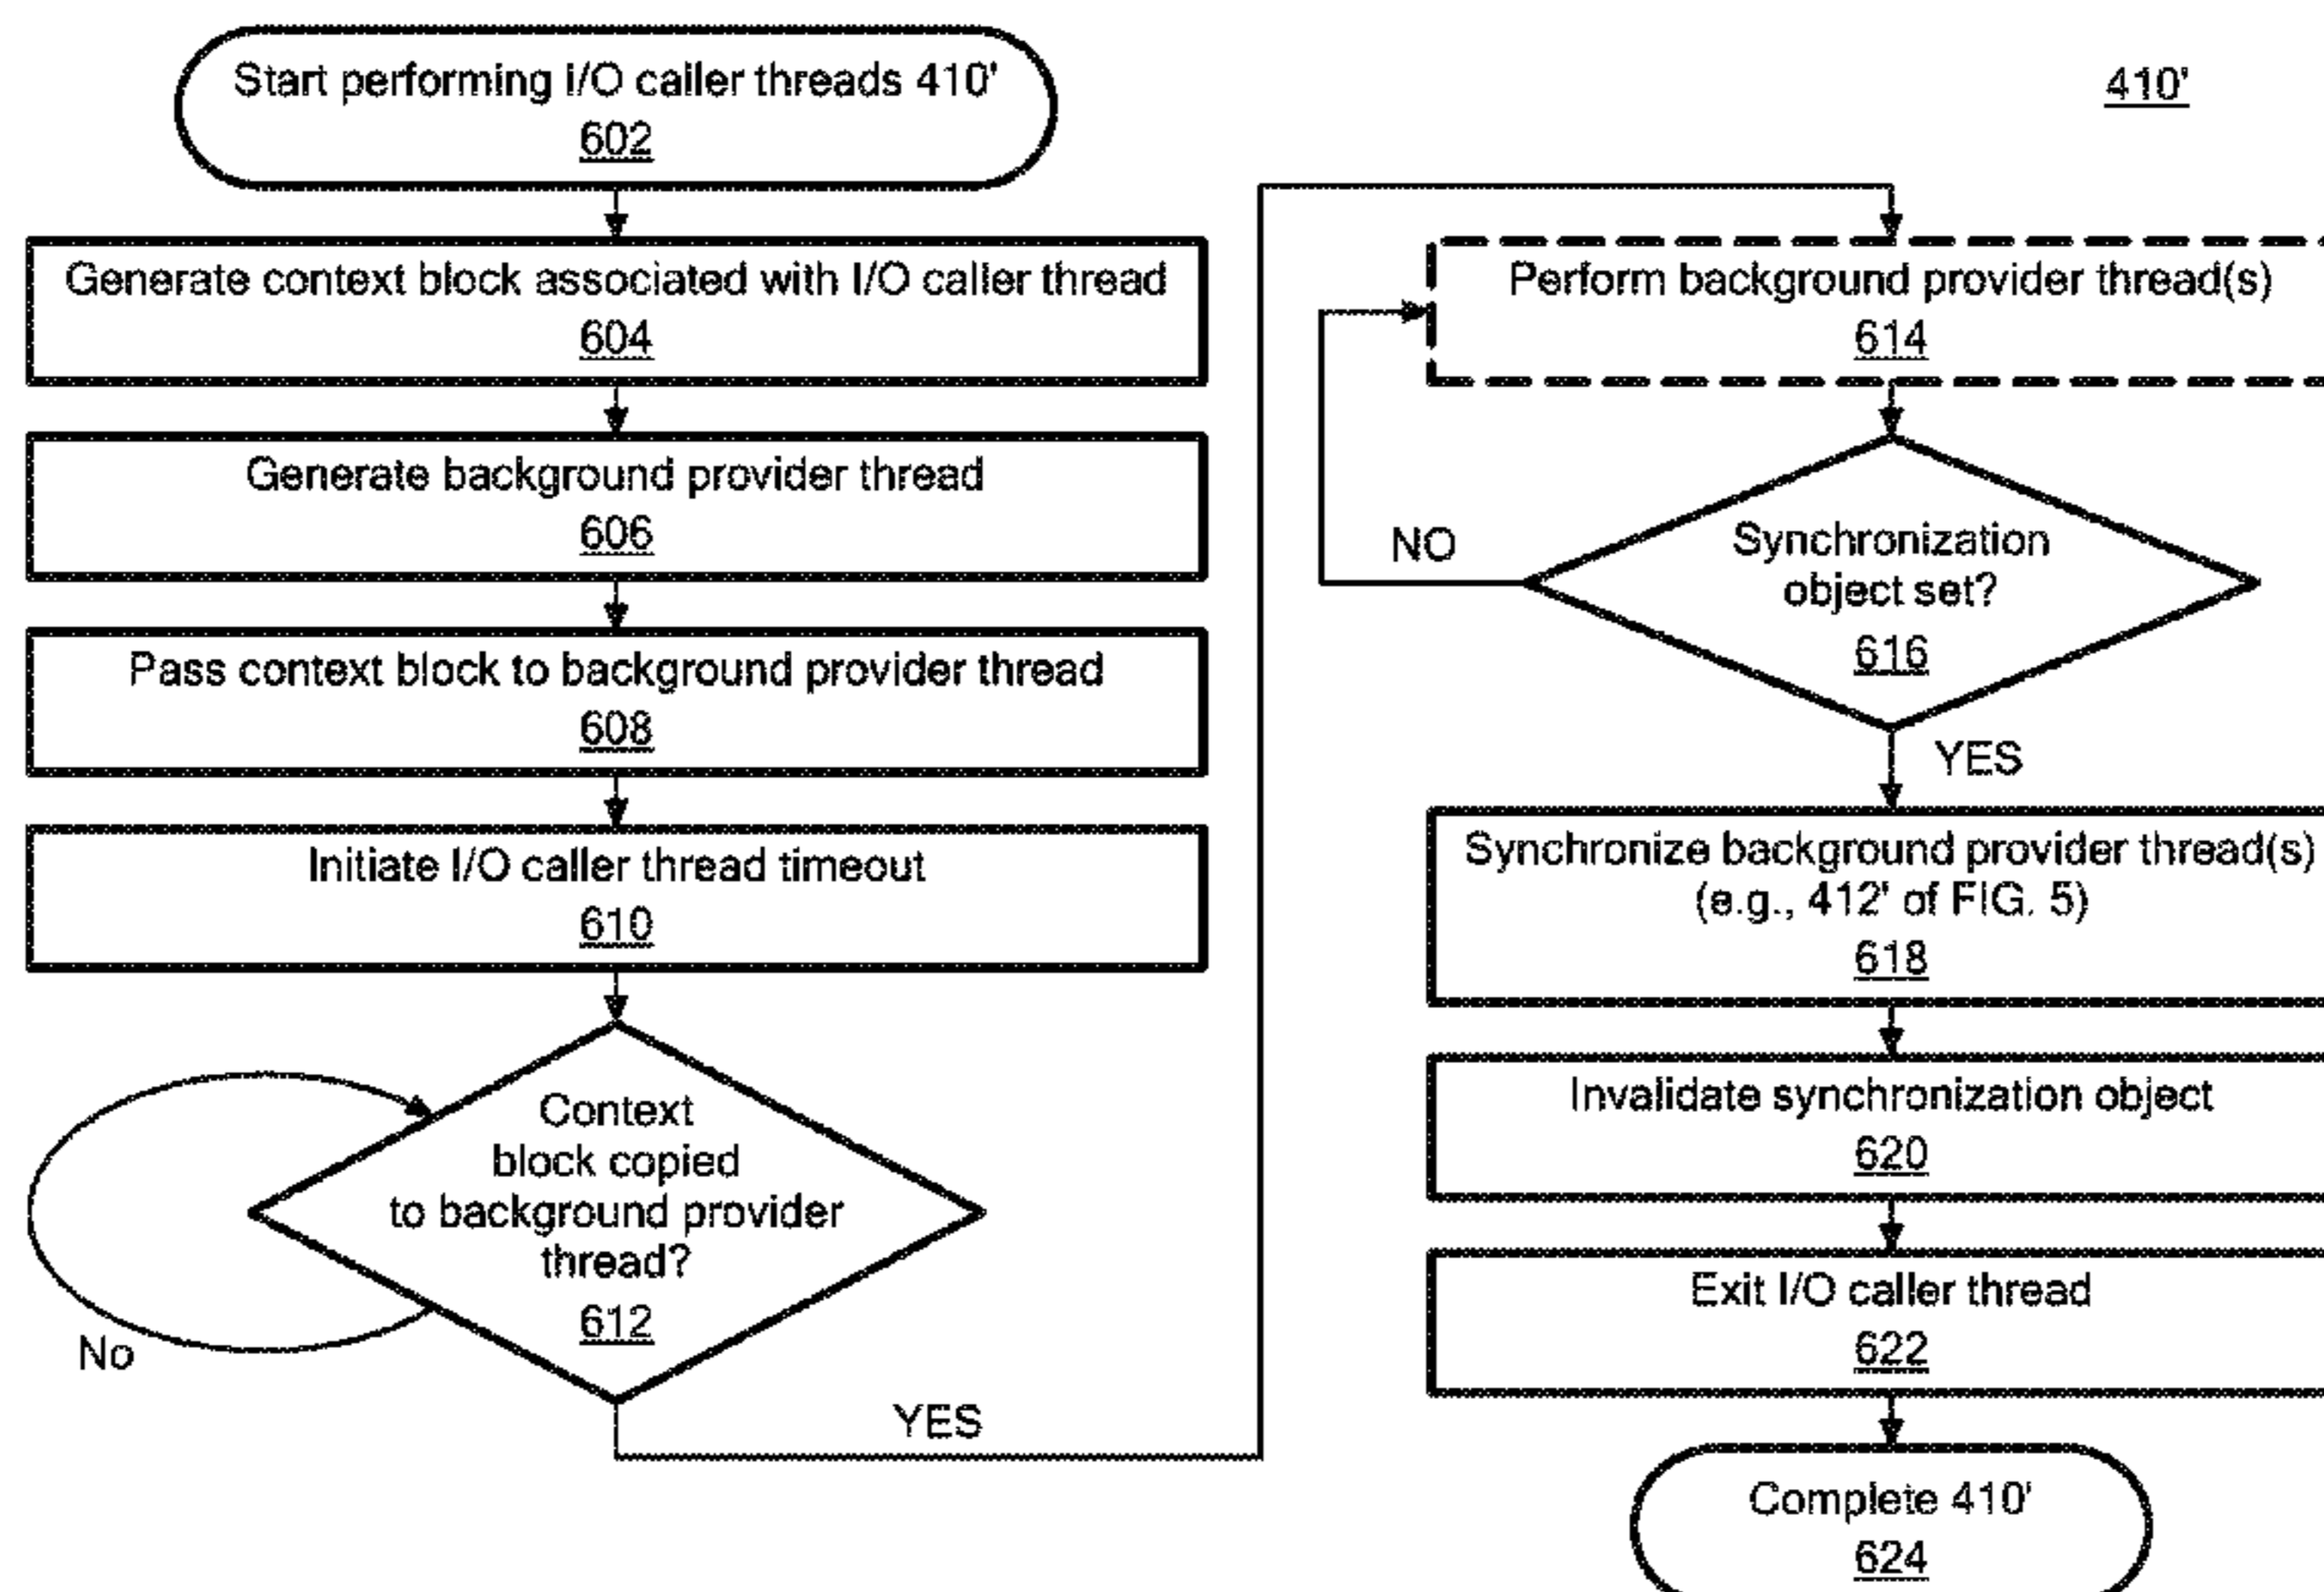 Start performing I/O caller threads 410'
602
Generate context block associated with I/O caller thread
604
Generate background provider thread
606
Pass context block to background provider thread
608
Initiate I/O caller thread timeout
610
Context
block copied
to background provider
thread?
612
No
YES
410'
Perform background provider thread(s)
614
Synchronization
object set?
616
NO
YES
Synchronize background provider thread(s)
(e.g., 412' of FIG. 5)
618
Invalidate synchronization object
620
Exit I/O caller thread
622
Complete 410'
624